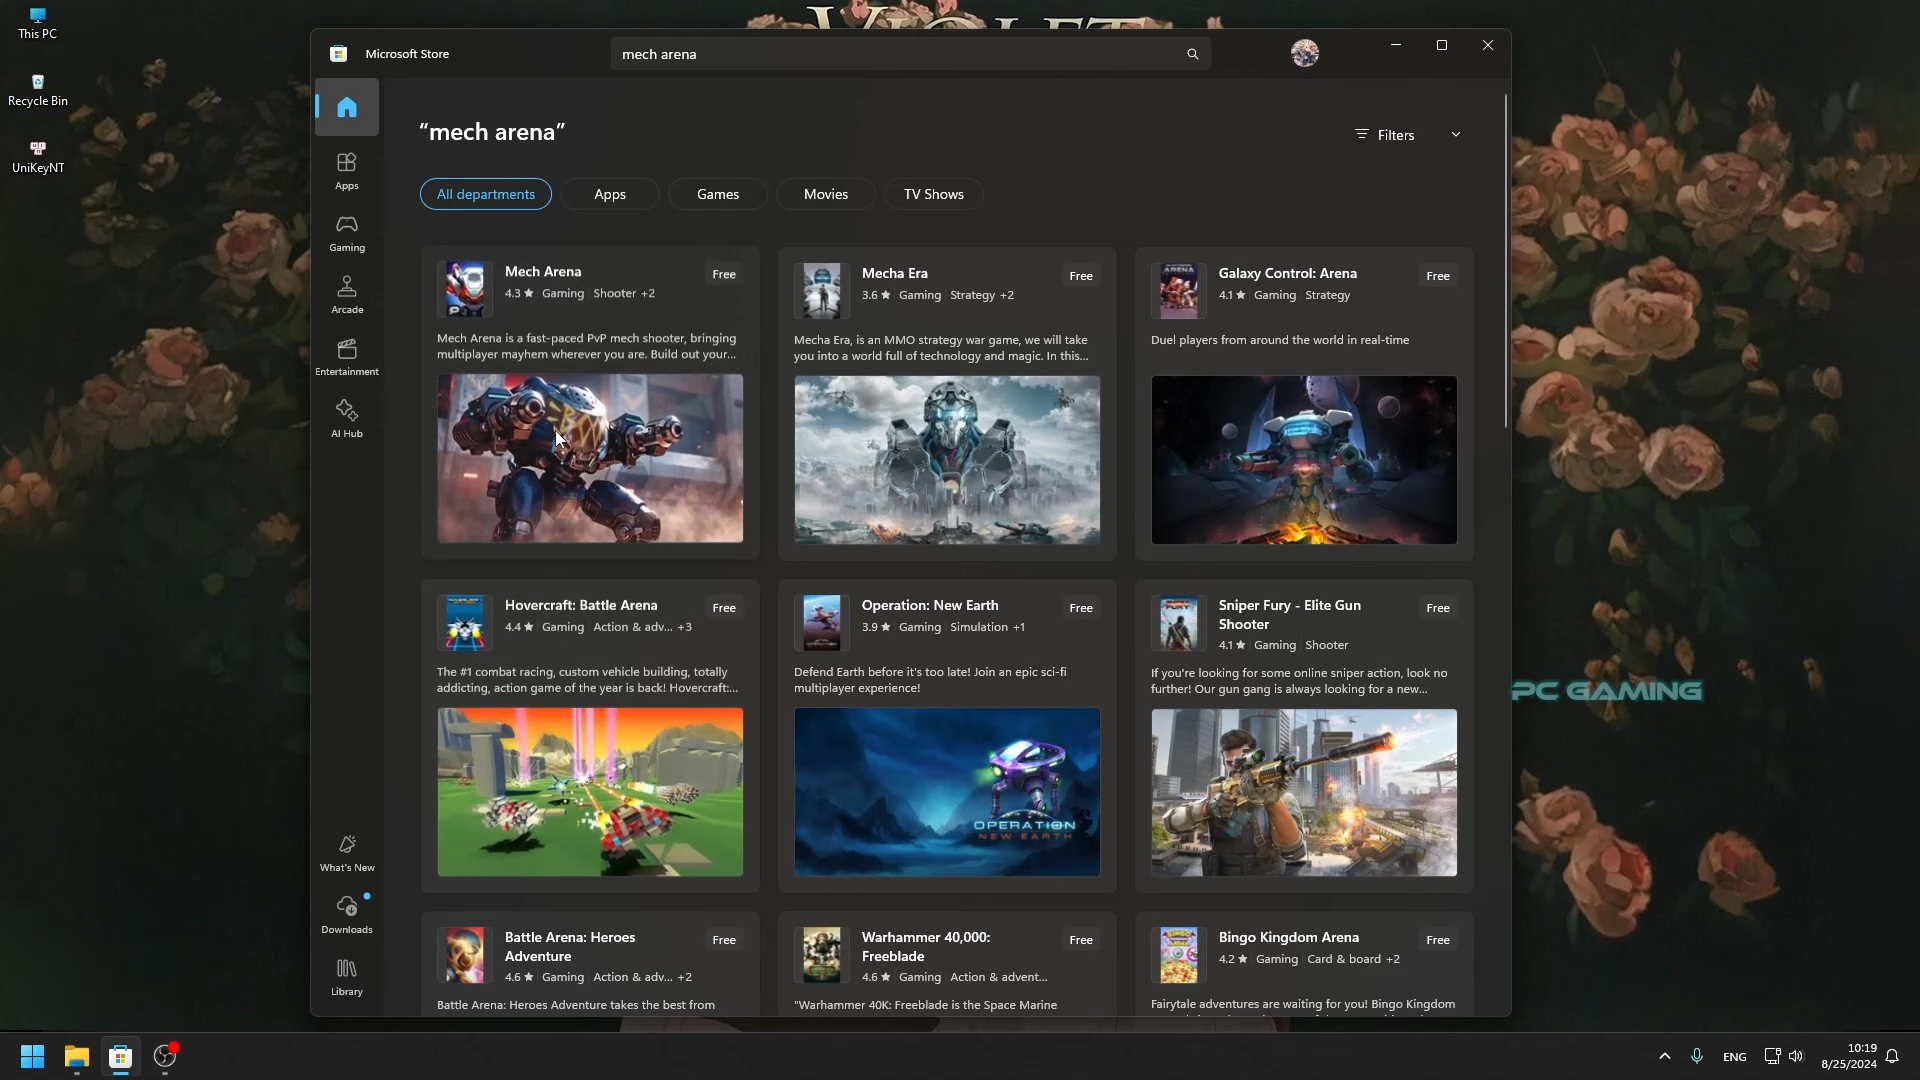 This PC
Recycle Bin
UniKeyNT
VIOLET
Microsoft Store
mech arena
Apps
Gaming
Arcade
Entertainment
AI Hub
What's New
Downloads
Library
“mech arena”
Filters
All departments
Apps
Games
Movies
TV Shows
Mech Arena
Free
4.3 ★ Gaming Shooter +2
Mech Arena is a fast-paced PvP mech shooter, bringing
multiplayer mayhem wherever you are. Build out your...
Mecha Era
Free
3.6 ★ Gaming Strategy +2
Mecha Era, is an MMO strategy war game, we will take
you into a world full of technology and magic. In this...
ARENA
Galaxy Control: Arena
Free
4.1 ★ Gaming Strategy
Duel players from around the world in real-time
Hovercraft: Battle Arena
Free
4.4 ★ Gaming Action & adv... +3
The #1 combat racing, custom vehicle building, totally
addicting, action game of the year is back! Hovercraft:...
Operation: New Earth
Free
3.9 ★ Gaming Simulation +1
Defend Earth before it's too late! Join an epic sci-fi
multiplayer experience!
OPERATION
NEW EARTH
FURY
Sniper Fury - Elite Gun
Shooter
Free
4.1 ★ Gaming Shooter
If you're looking for some online sniper action, look no
further! Our gun gang is always looking for a new...
PC GAMING
Battle Arena: Heroes
Adventure
Free
4.6 ★ Gaming Action & adv... +2
Battle Arena: Heroes Adventure takes the best from
Warhammer 40,000:
Freeblade
Free
4.6 ★ Gaming Action & advent...
"Warhammer 40K: Freeblade is the Space Marine
Bingo Kingdom Arena
Free
4.2 ★ Gaming Card & board +2
Fairytale adventures are waiting for you! Bingo Kingdom
ENG
10:19
8/25/2024